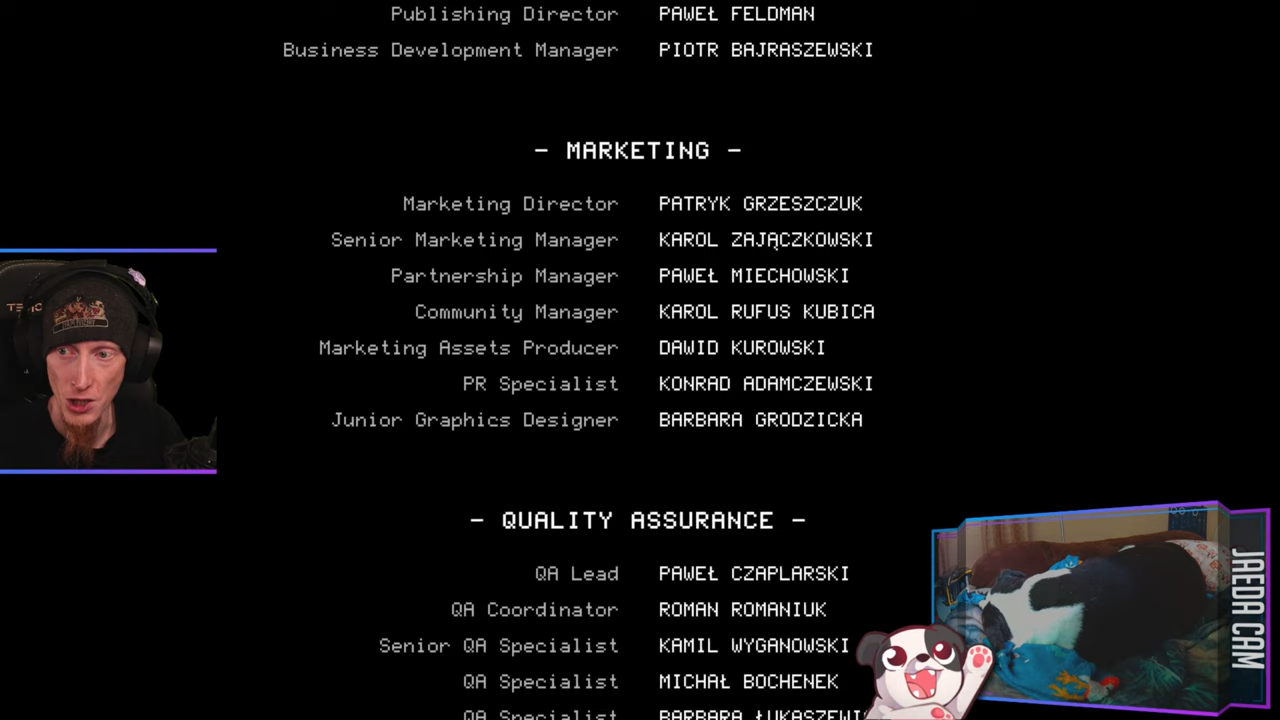 Publishing Director PAWEŁ FELDMAN
Business Development Manager PIOTR BAJRASZEWSKI
- MARKETING -
Marketing Director PATRYK GRZESZCZUK
Senior Marketing Manager KAROL ZAJĄCZKOWSKI
Partnership Manager PAWEŁ MIECHOWSKI
Community Manager KAROL RUFUS KUBICA
Marketing Assets Producer DAWID KUROWSKI
PR Specialist KONRAD ADAMCZEWSKI
Junior Graphics Designer BARBARA GRODZICKA
- QUALITY ASSURANCE -
QA Lead PAWEŁ CZAPLARSKI
QA Coordinator ROMAN ROMANIUK
Senior QA Specialist KAMIL WYGANOWSKI
QA Specialist MICHAŁ BOCHENEK
QA Specialist BARBARA
JAEDA CAM